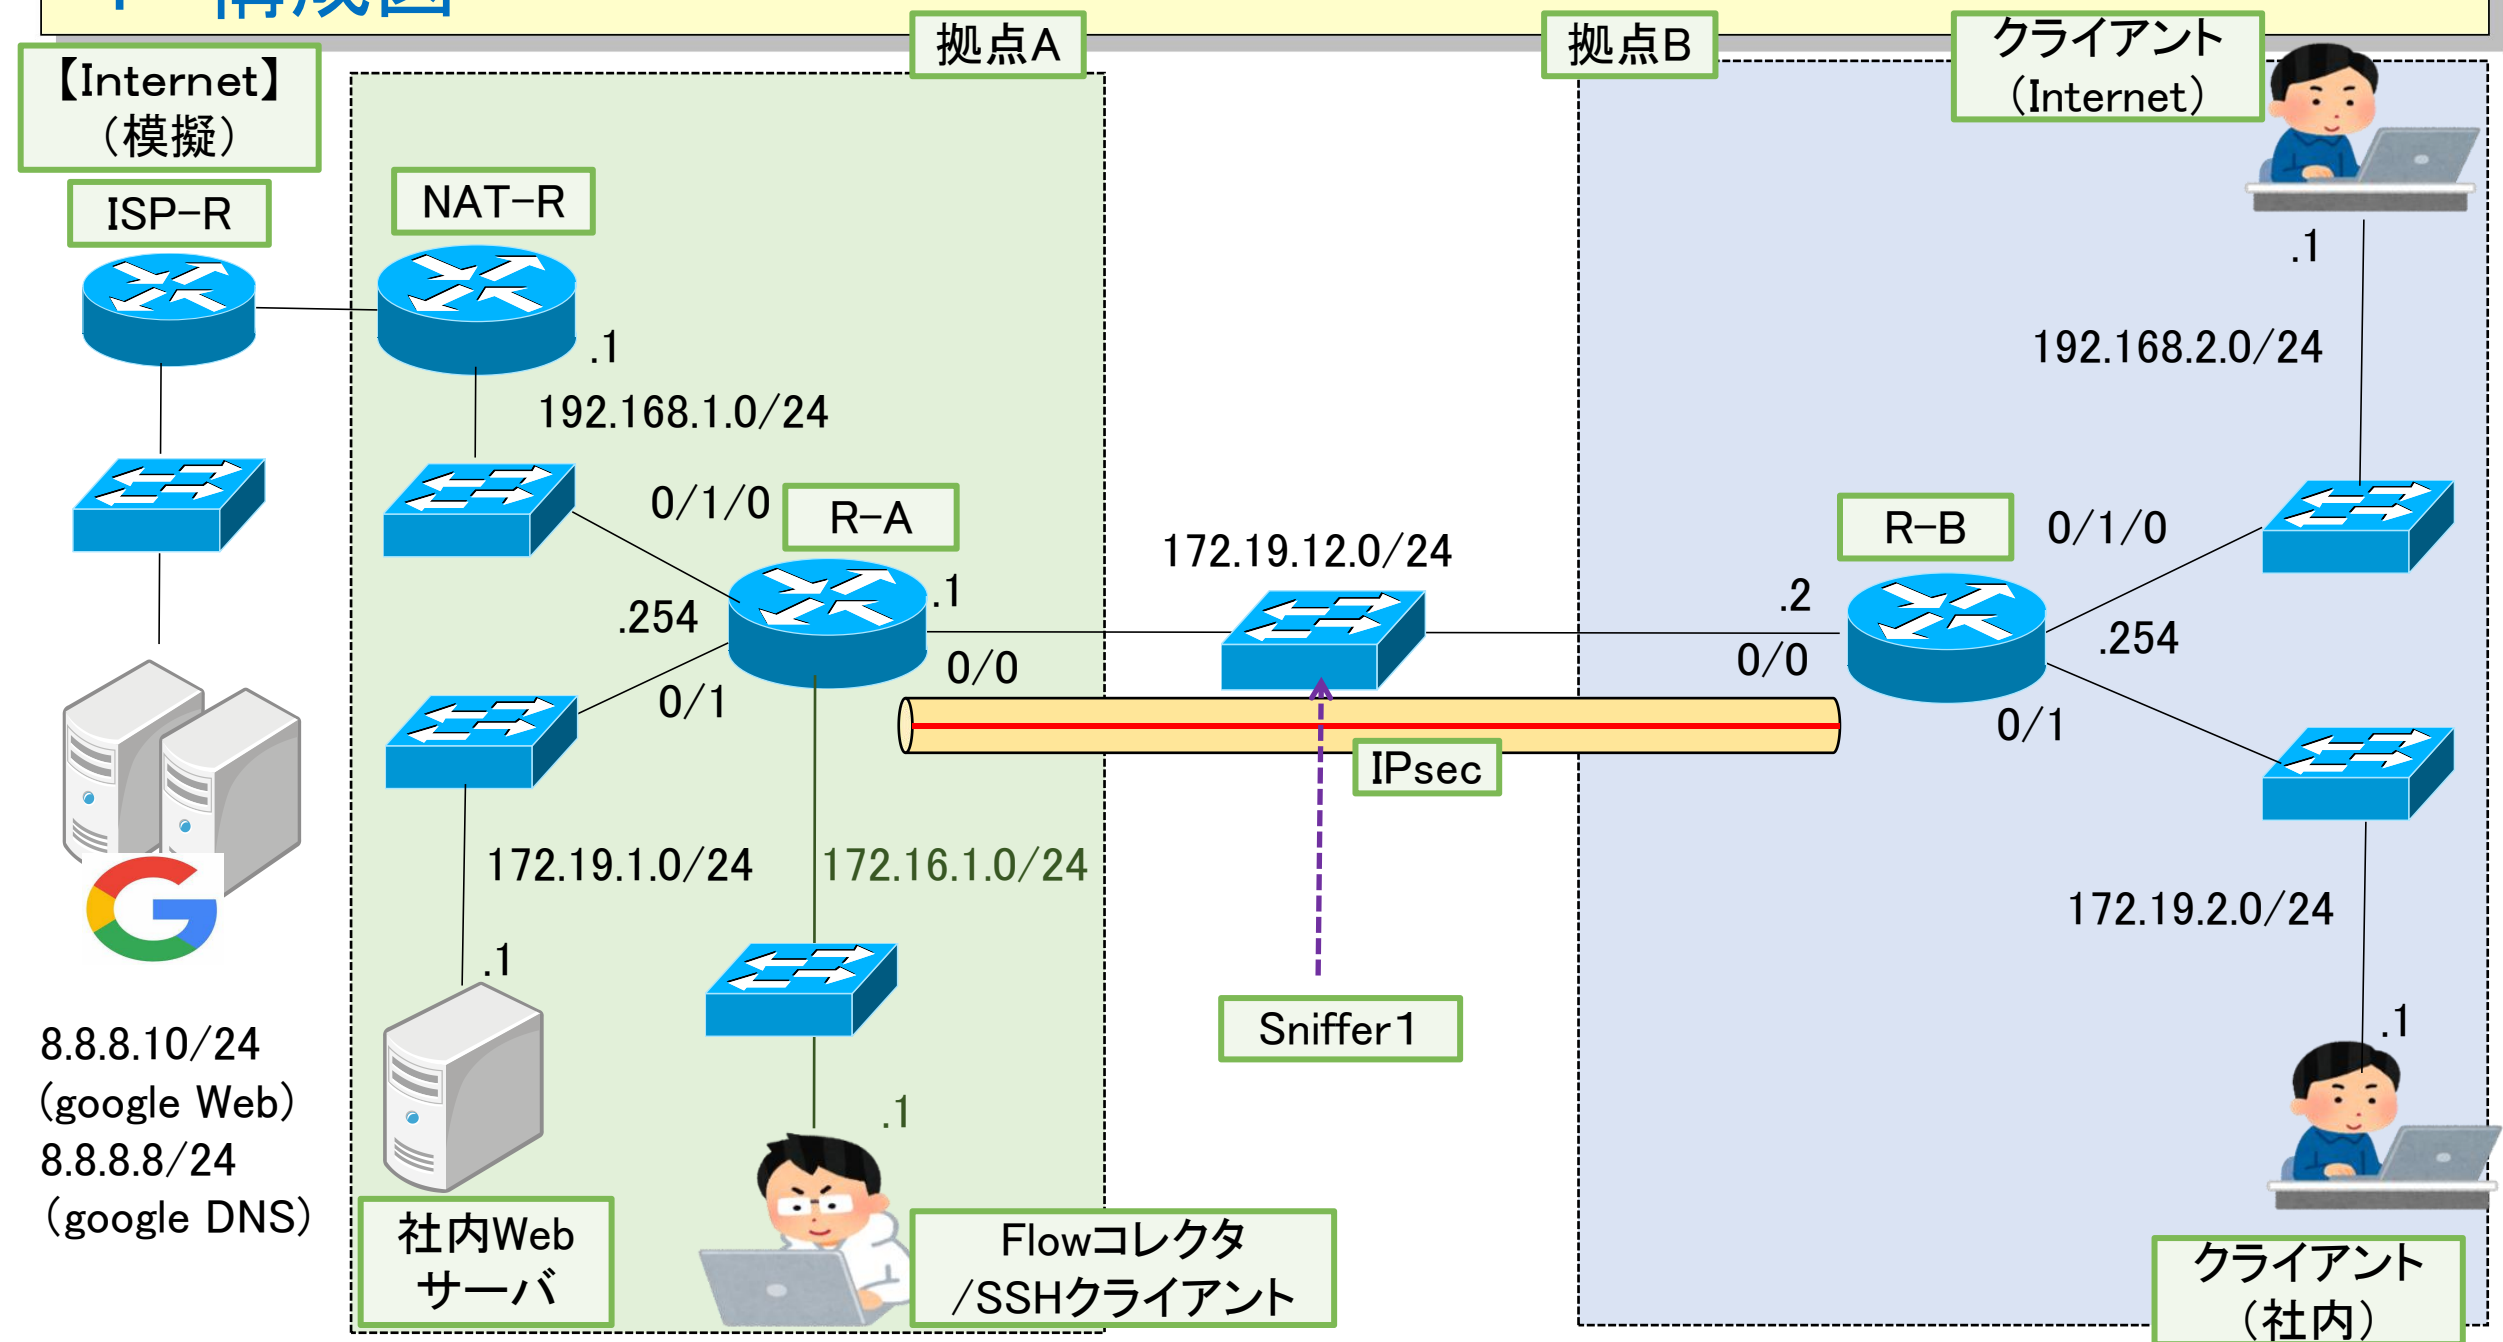 構成図
拠点A
拠点B
クライアント
（Internet）
【Internet】
（模擬）
ISP-R
NAT-R
.1
.1
192.168.1.0/24
192.168.2.0/24
0/1/0
R-A
172.19.12.0/24
R-B
0/1/0
.254
.1
.2
.254
0/1
0/0
0/0
0/1
IPsec
172.19.1.0/24
172.16.1.0/24
172.19.2.0/24
.1
.1
.1
Sniffer1
8.8.8.10/24
(google Web)
8.8.8.8/24
（google DNS）
社内Web
サーバ
Flowコレクタ
/SSHクライアント
クライアント
（社内）